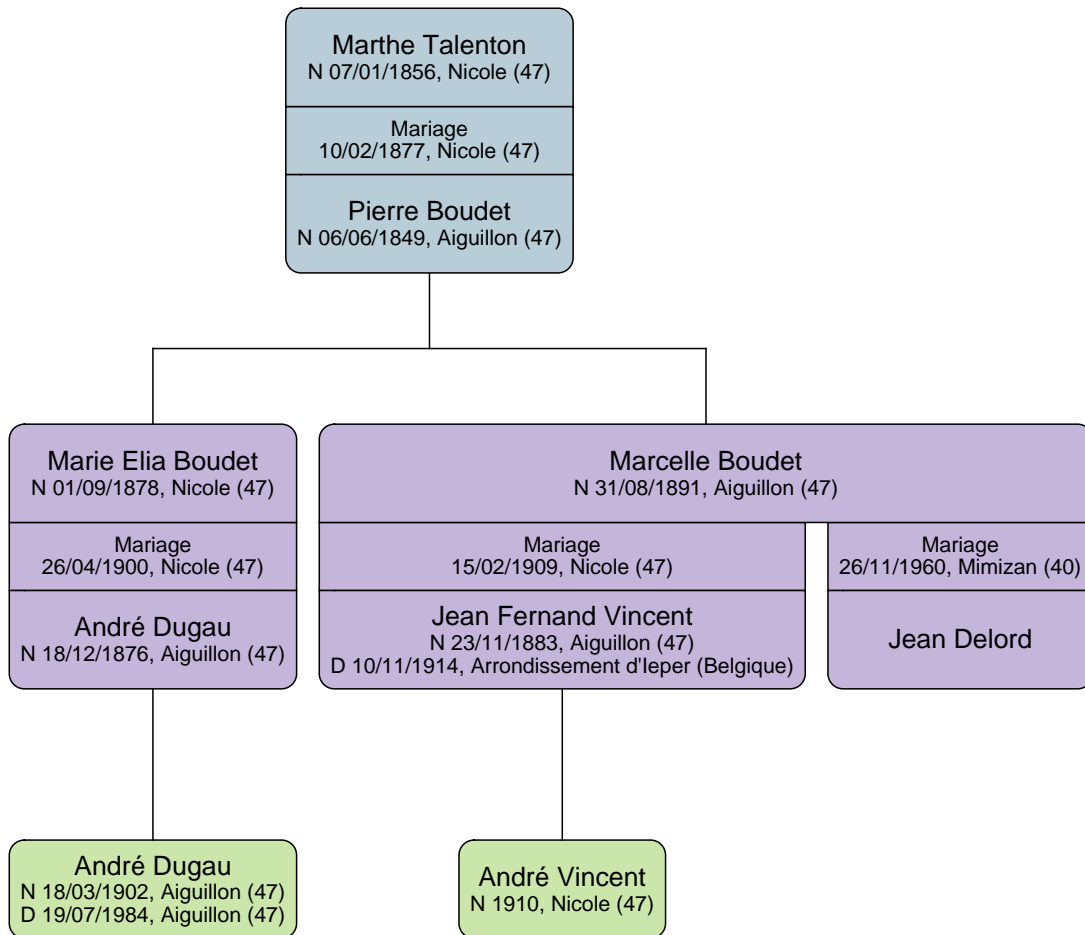 Marthe Talenton
N 07/01/1856, Nicole (47)
Mariage
10/02/1877, Nicole (47)
Pierre Boudet
N 06/06/1849, Aiguillon (47)
Marie Elia Boudet
N 01/09/1878, Nicole (47)
Mariage
26/04/1900, Nicole (47)
André Dugau
N 18/12/1876, Aiguillon (47)
Marcelle Boudet
N 31/08/1891, Aiguillon (47)
Mariage
15/02/1909, Nicole (47)
Jean Fernand Vincent
N 23/11/1883, Aiguillon (47)
D 10/11/1914, Arrondissement d'Ieper (Belgique)
Mariage
26/11/1960, Mimizan (40)
Jean Delord
André Dugau
N 18/03/1902, Aiguillon (47)
D 19/07/1984, Aiguillon (47)
André Vincent
N 1910, Nicole (47)